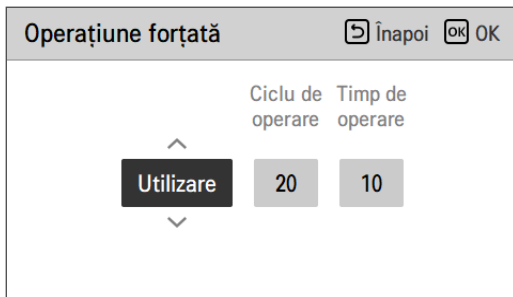 Operațiune forțată Înapoi OK OK
Ciclu de Timp de
operare operare
Utilizare 20 10